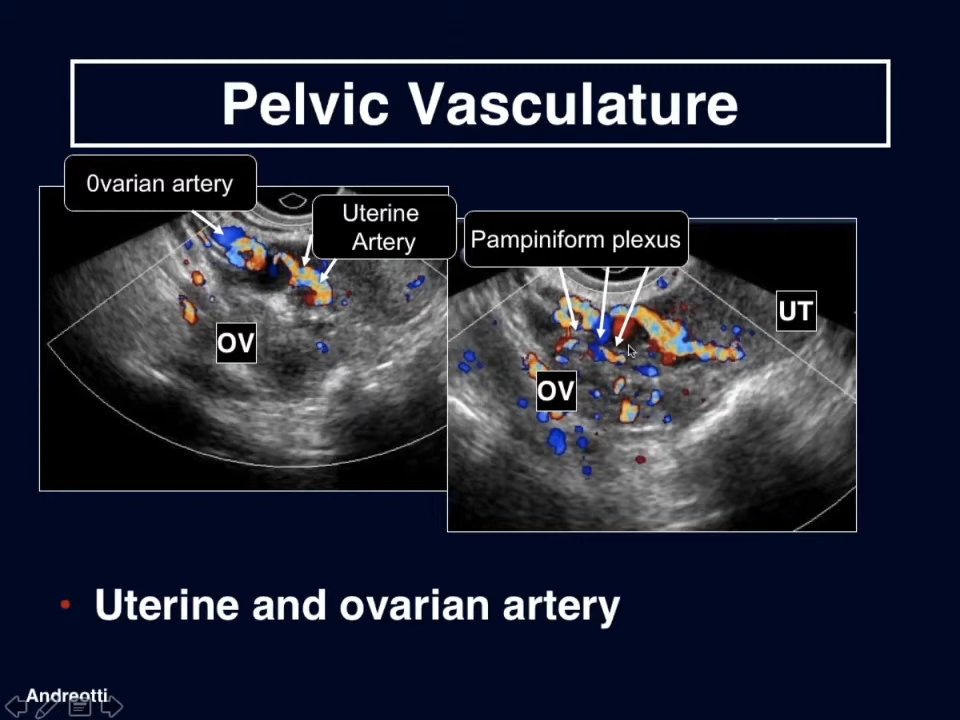 Pelvic Vasculature
0varian artery
Uterine
Artery
Pampiniform plexus
UT
OV
OV
• Uterine and ovarian artery
Andreotti